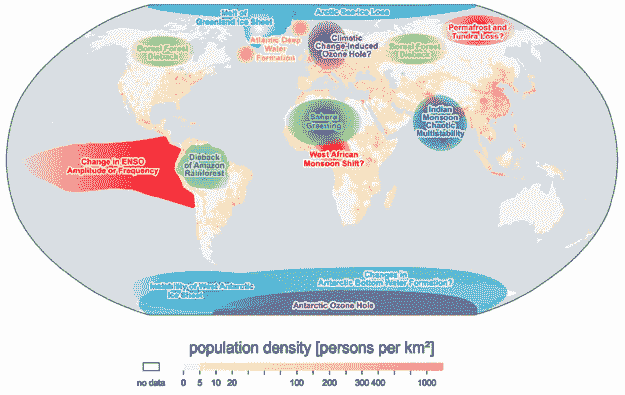 Melt of
Greenland Ice Sheet
Arctic Sea-Ice Loss
Atlantic Deep
Water
Formation
Climatic
Change-Induced
Ozone Hole?
Boreal Forest
Dieback?
Boreal Forest
Dieback?
Permafrost and
Tundra Loss?
Sahara
Greening
Indian
Monsoon
Chaotic
Multistability
West African
Monsoon Shift?
Change in ENSO
Amplitude or Frequency
Dieback
of Amazon
Rainforest
Instability of West Antarctic
Ice Sheet
Changes in
Antarctic Bottom Water Formation?
Antarctic Ozone Hole
population density [persons per km²]
no data 0 5 10 20 100 200 300 400 1000